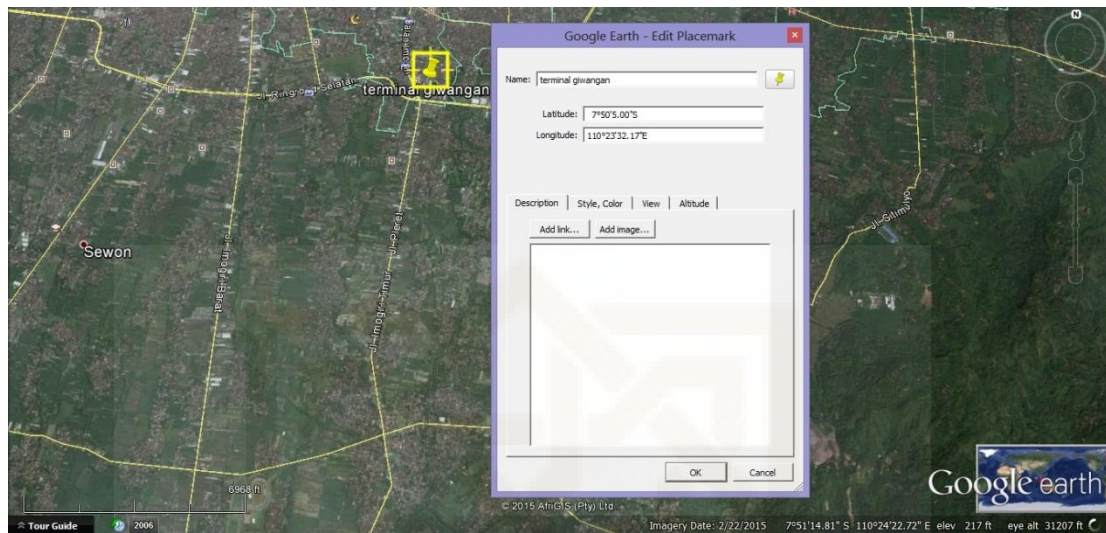 Google Earth - Edit Placemark
Name: terminal giwangan
Latitude: 7°50'5.00"S
Longitude: 110°23'32.17"E
Description Style, Color View Altitude
Add link... Add image...
OK Cancel
N
Jl Ringroad Selatan
terminal giwangan
Sewon
Jl Imogiri Barat
Jl Pleret
Jl Imogiri Timur
Jl Sitimulyo
6968 ft
Google earth
© 2015 AfriGIS (Pty) Ltd
Tour Guide 2006 Imagery Date: 2/22/2015 7°51'14.81" S 110°24'22.72" E elev 217 ft eye alt 31207 ft